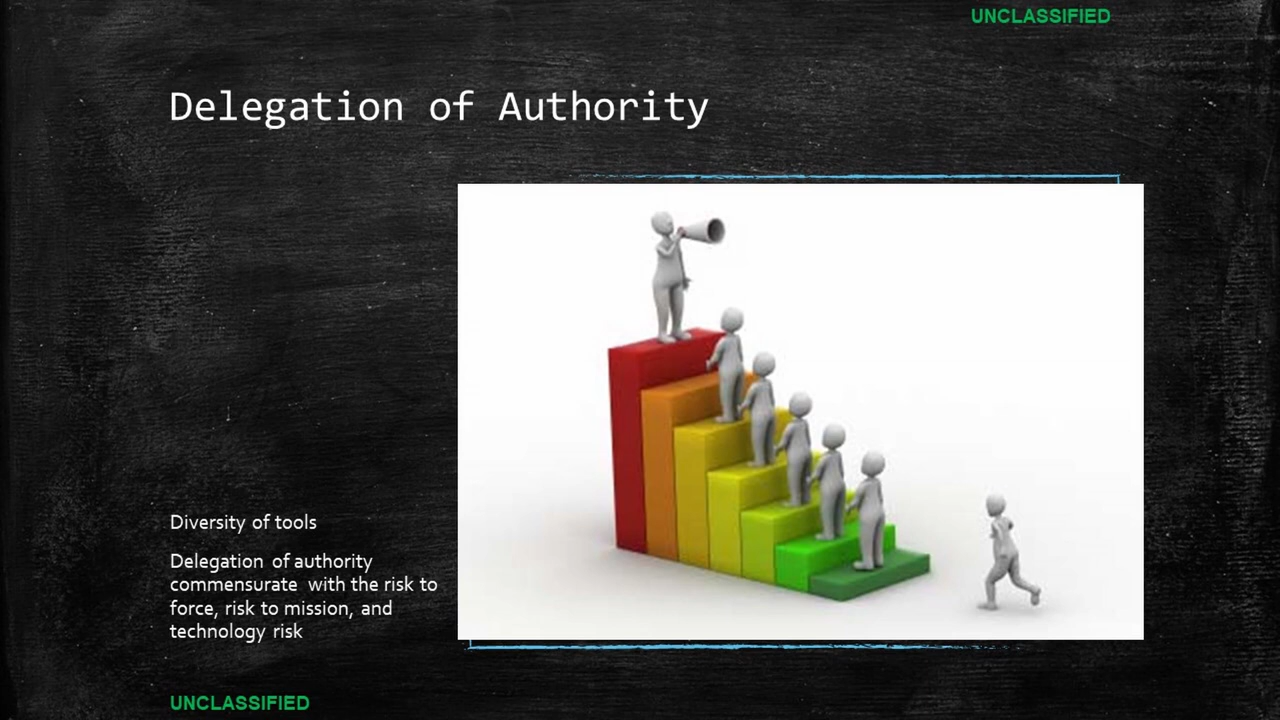 UNCLASSIFIED
Delegation of Authority
Diversity of tools
Delegation of authority
commensurate with the risk to
force, risk to mission, and
technology risk
UNCLASSIFIED